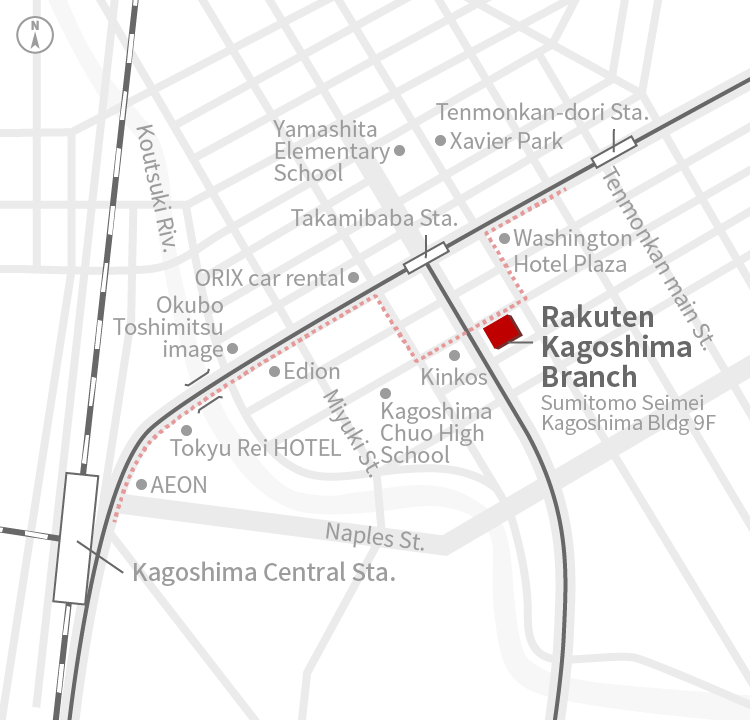 N
Tenmonkan-dori Sta.
Yamashita
Elementary
School
Xavier Park
Koutsuki Riv.
Takamibaba Sta.
Tenmonkan main St.
Washington
Hotel Plaza
ORIX car rental
Okubo
Toshimitsu
image
Rakuten
Kagoshima
Branch
Sumitomo Seimei
Kagoshima Bldg 9F
Edion
Kinkos
Miyuki St.
Kagoshima
Chuo High
School
Tokyu Rei HOTEL
AEON
Naples St.
Kagoshima Central Sta.